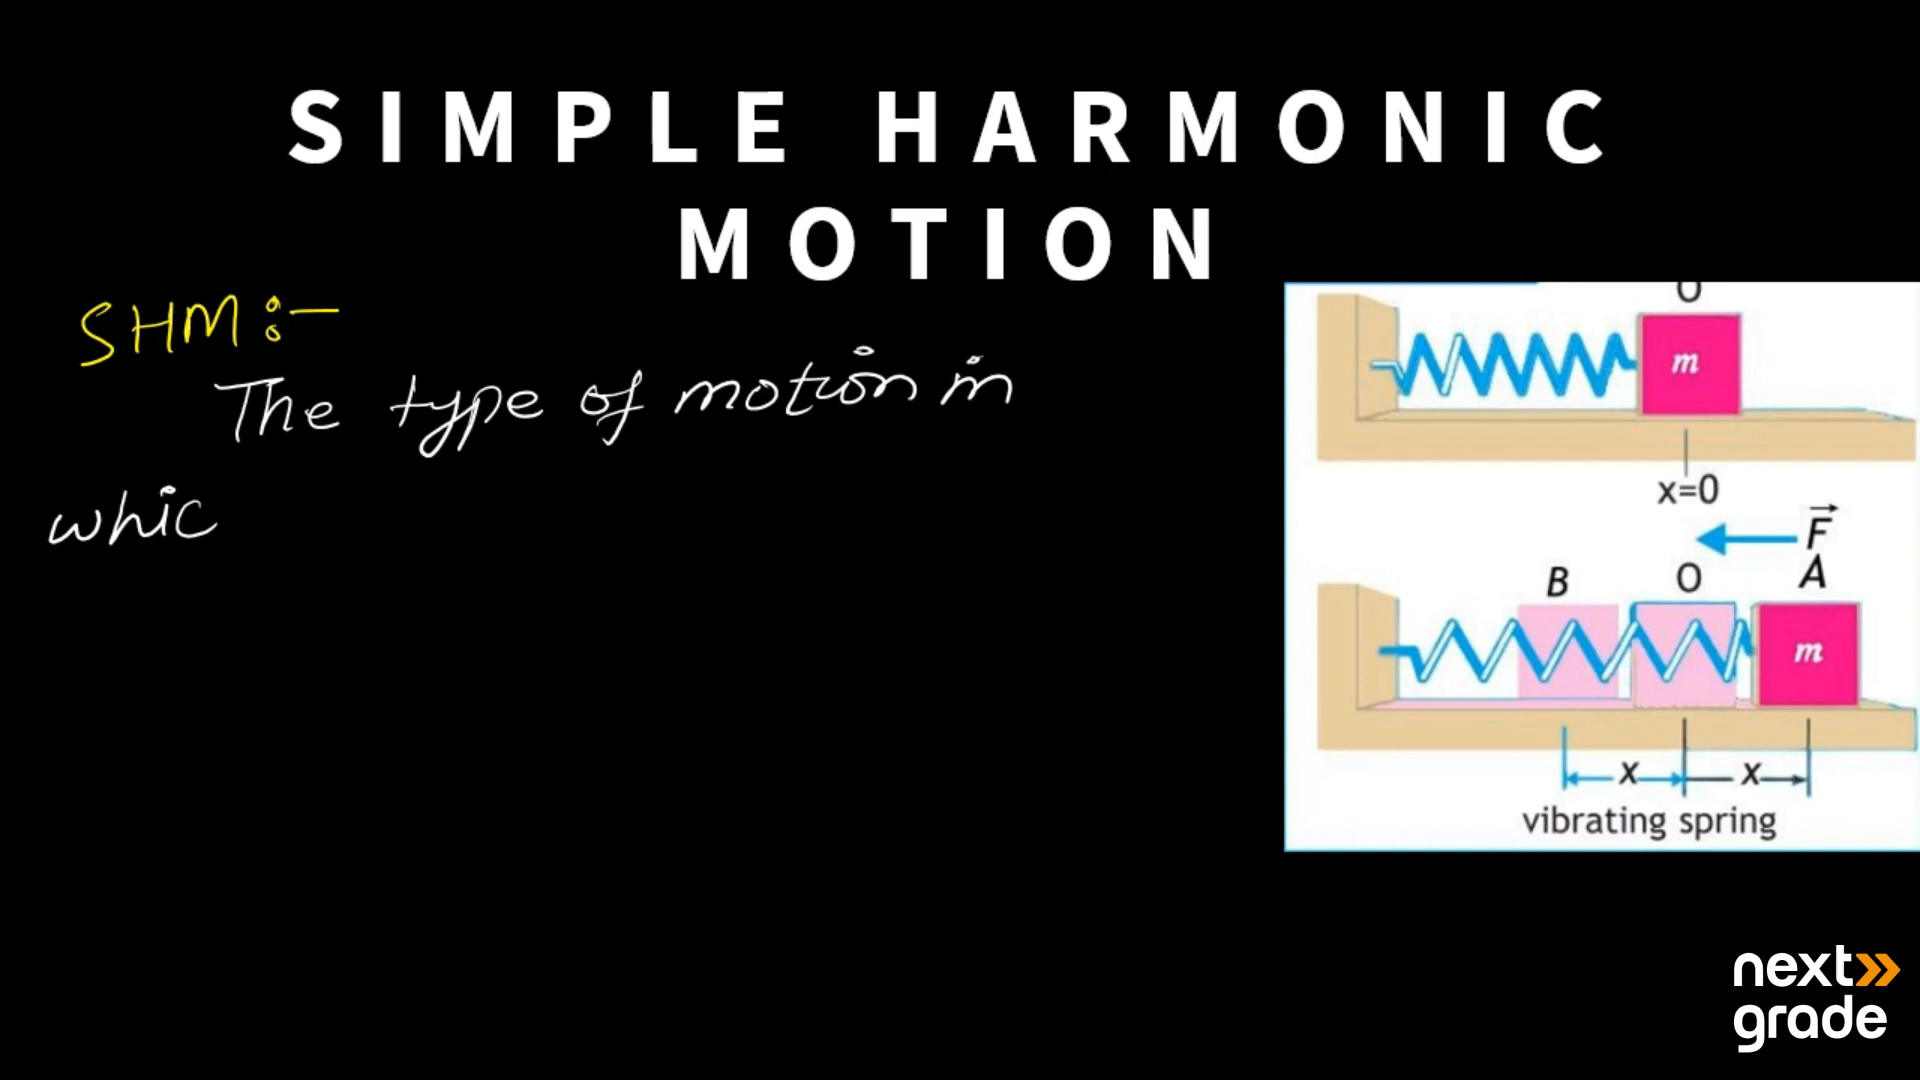 SIMPLE HARMONIC
MOTION
SHM :-
The type of motion in
whic
O
m
x=0
F
B O A
m
x x
vibrating spring
next
grade